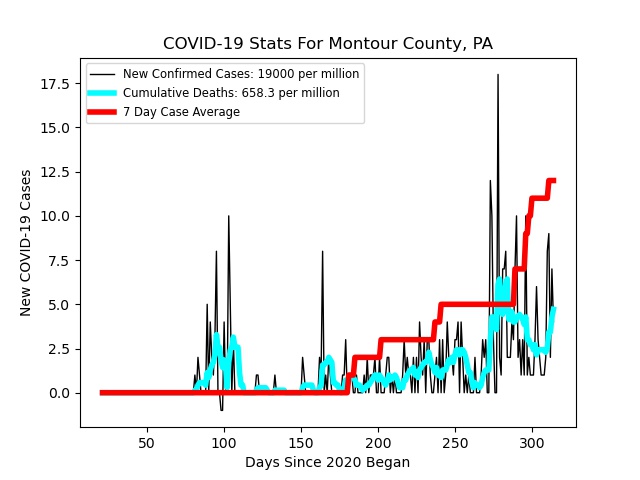 COVID-19 Stats For Montour County, PA
New Confirmed Cases: 19000 per million
Cumulative Deaths: 658.3 per million
7 Day Case Average
New COVID-19 Cases
17.5
15.0
12.5
10.0
7.5
5.0
2.5
0.0
50 100 150 200 250 300
Days Since 2020 Began